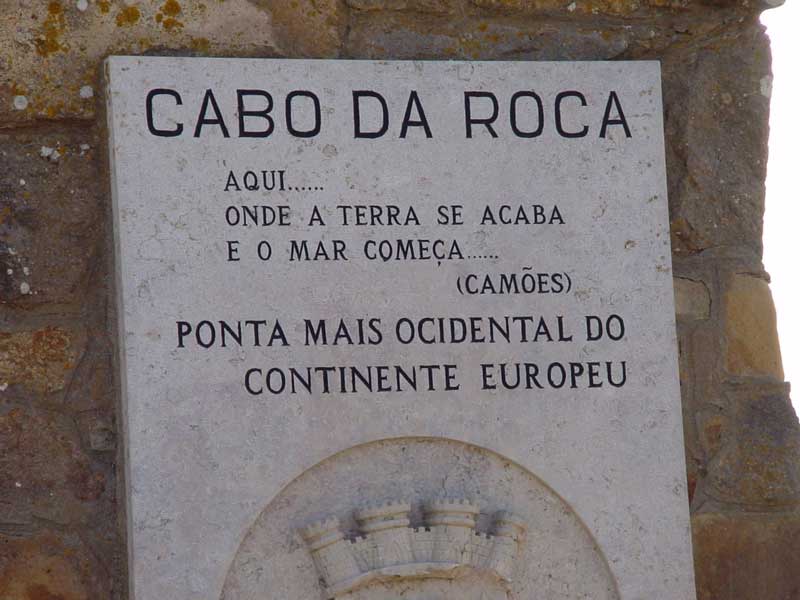 CABO DA ROCA
AQUI......
ONDE A TERRA SE ACABA
E O MAR COMEÇA......
(CAMÕES)
PONTA MAIS OCIDENTAL DO
CONTINENTE EUROPEU